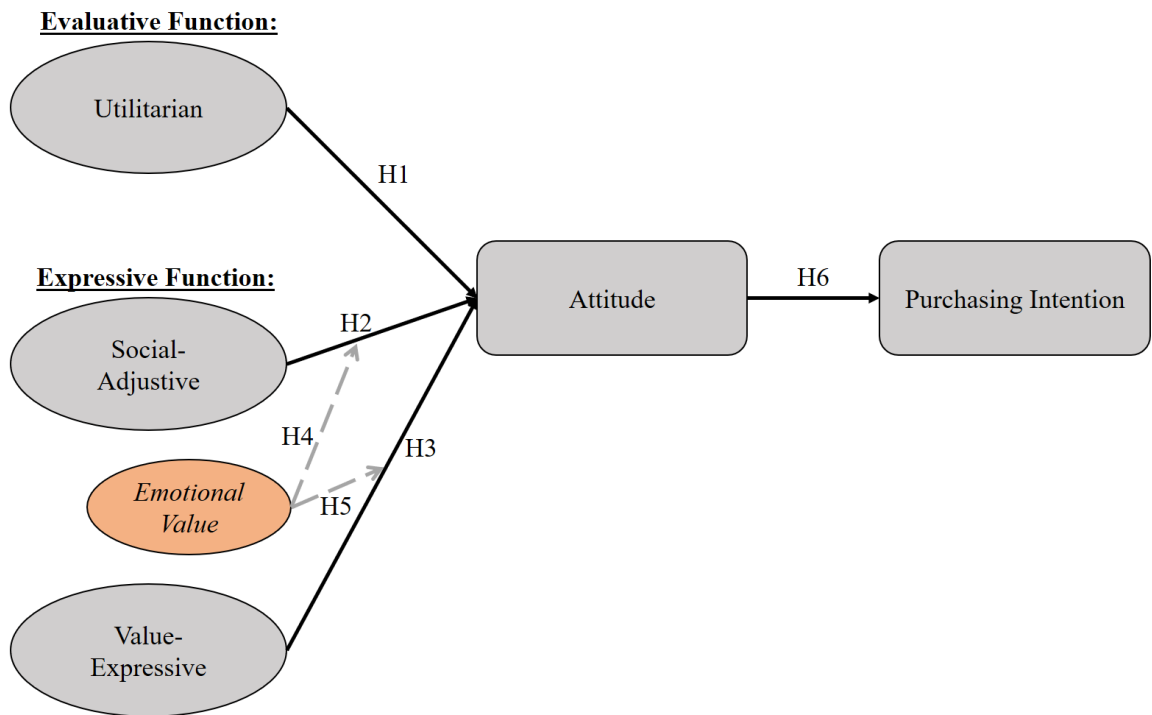 Evaluative Function:
Utilitarian
H1
Expressive Function:
Social-
Adjustive
H2
Attitude
H6
Purchasing Intention
H4
H3
Emotional
Value
H5
Value-
Expressive